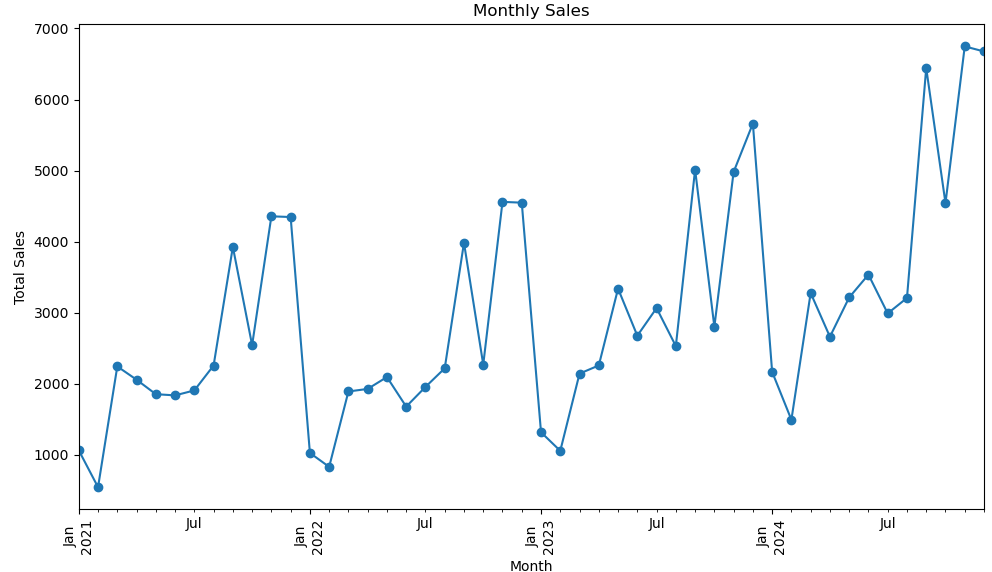 Monthly Sales
7000
6000
5000
4000
3000
2000
1000
Total Sales
Jan
2021
Jul
Jan
2022
Jul
Jan
2023
Jul
Jan
2024
Jul
Month